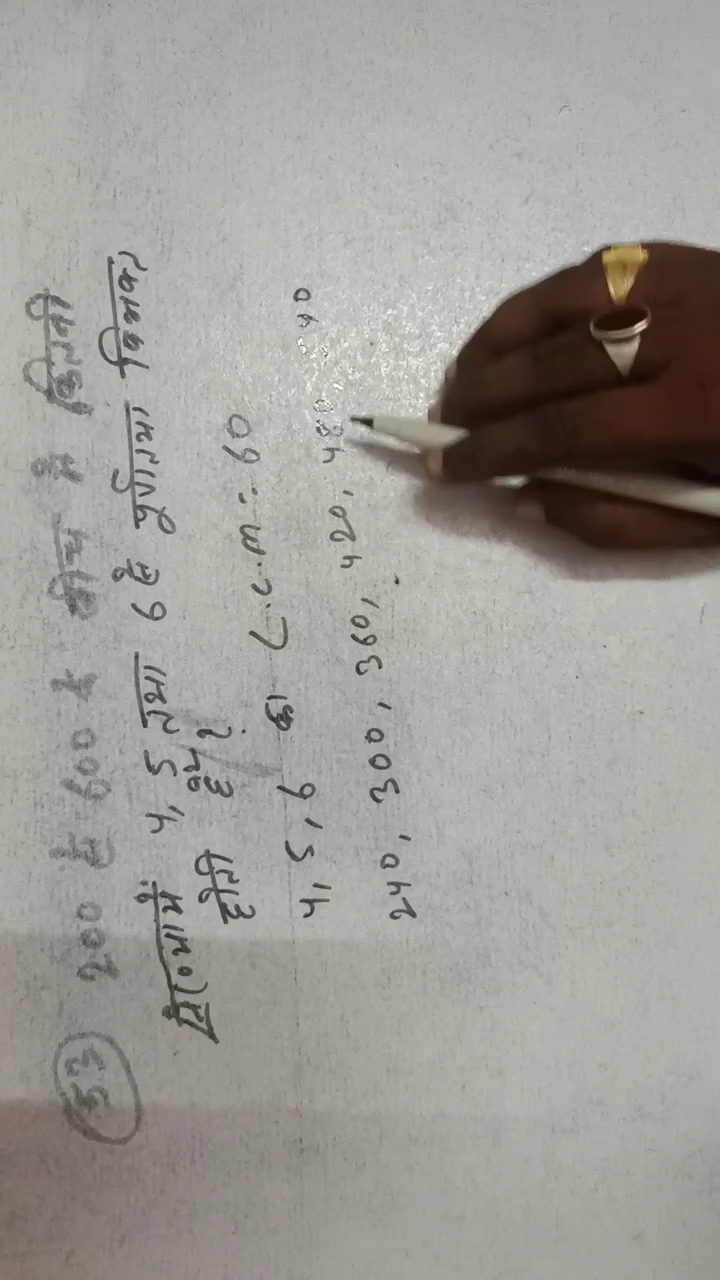 (53) 200 से 600 के बीच मे कितनी
संख्यायें 4, 5 तथा 6 से पूर्णतया विभक्त
होती है?
4, 5, 6 का L.C.M = 60
240, 300, 360, 420, 480 40